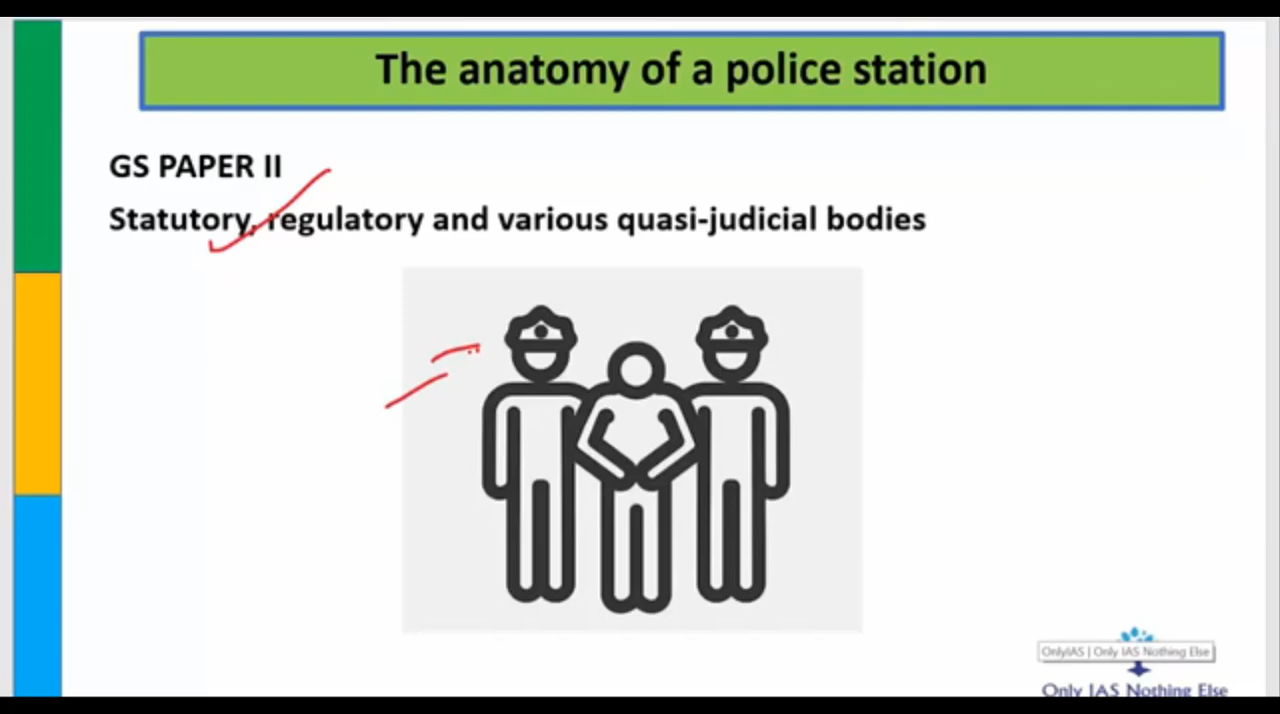 The anatomy of a police station
GS PAPER II
Statutory, regulatory and various quasi-judicial bodies
OnlyIAS | Only IAS Nothing Else
Only IAS Nothing Else